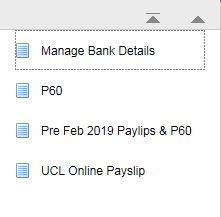 Manage Bank Details
P60
Pre Feb 2019 Paylips & P60
UCL Online Payslip